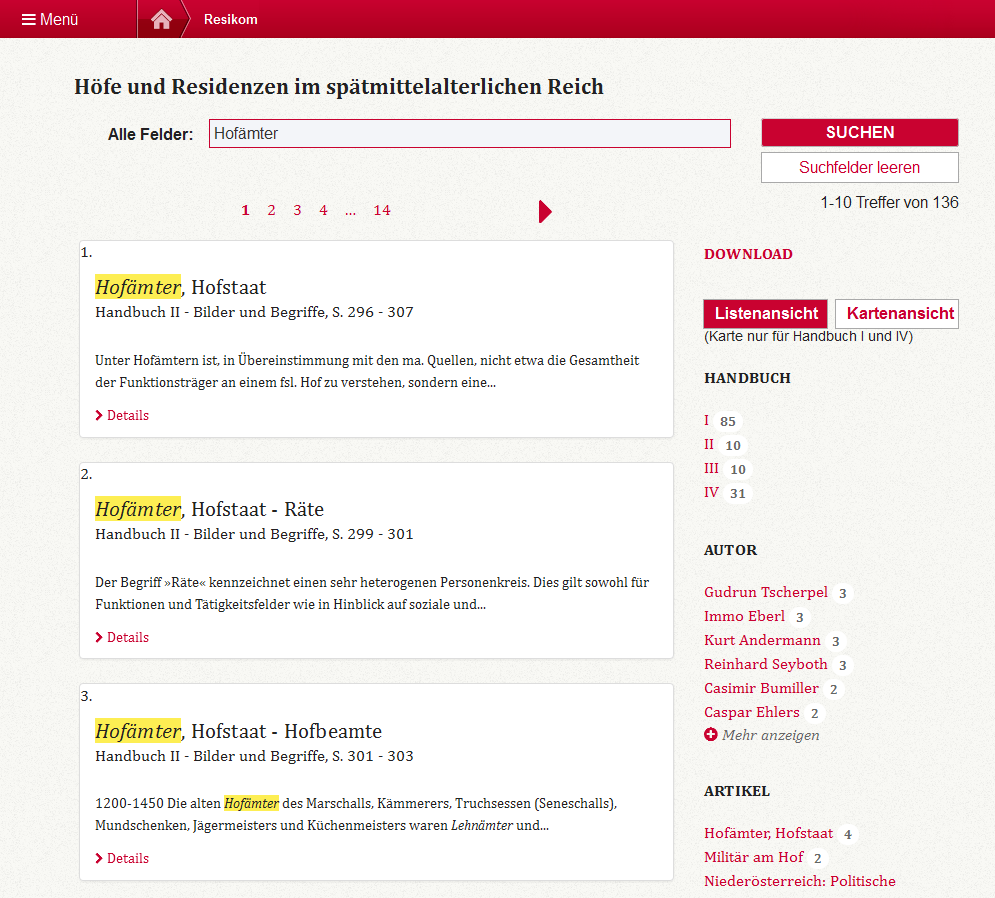 Menü
Resikom
Höfe und Residenzen im spätmittelalterlichen Reich
Alle Felder:
Hofämter
SUCHEN
Suchfelder leeren
1-10 Treffer von 136
1 2 3 4 ... 14
1.
Hofämter, Hofstaat
Handbuch II - Bilder und Begriffe, S. 296 - 307
Unter Hofämtern ist, in Übereinstimmung mit den ma. Quellen, nicht etwa die Gesamtheit
der Funktionsträger an einem fsl. Hof zu verstehen, sondern eine...
Details
2.
Hofämter, Hofstaat - Räte
Handbuch II - Bilder und Begriffe, S. 299 - 301
Der Begriff »Räte« kennzeichnet einen sehr heterogenen Personenkreis. Dies gilt sowohl für
Funktionen und Tätigkeitsfelder wie in Hinblick auf soziale und...
Details
3.
Hofämter, Hofstaat - Hofbeamte
Handbuch II - Bilder und Begriffe, S. 301 - 303
1200-1450 Die alten Hofämter des Marschalls, Kämmerers, Truchsessen (Seneschalls),
Mundschenken, Jägermeisters und Küchenmeisters waren Lehnämter und...
Details
DOWNLOAD
Listenansicht
Kartenansicht
(Karte nur für Handbuch I und IV)
HANDBUCH
I 85
II 10
III 10
IV 31
AUTOR
Gudrun Tscherpel 3
Immo Eberl 3
Kurt Andermann 3
Reinhard Seyboth 3
Casimir Bumiller 2
Caspar Ehlers 2
Mehr anzeigen
ARTIKEL
Hofämter, Hofstaat 4
Militär am Hof 2
Niederösterreich: Politische